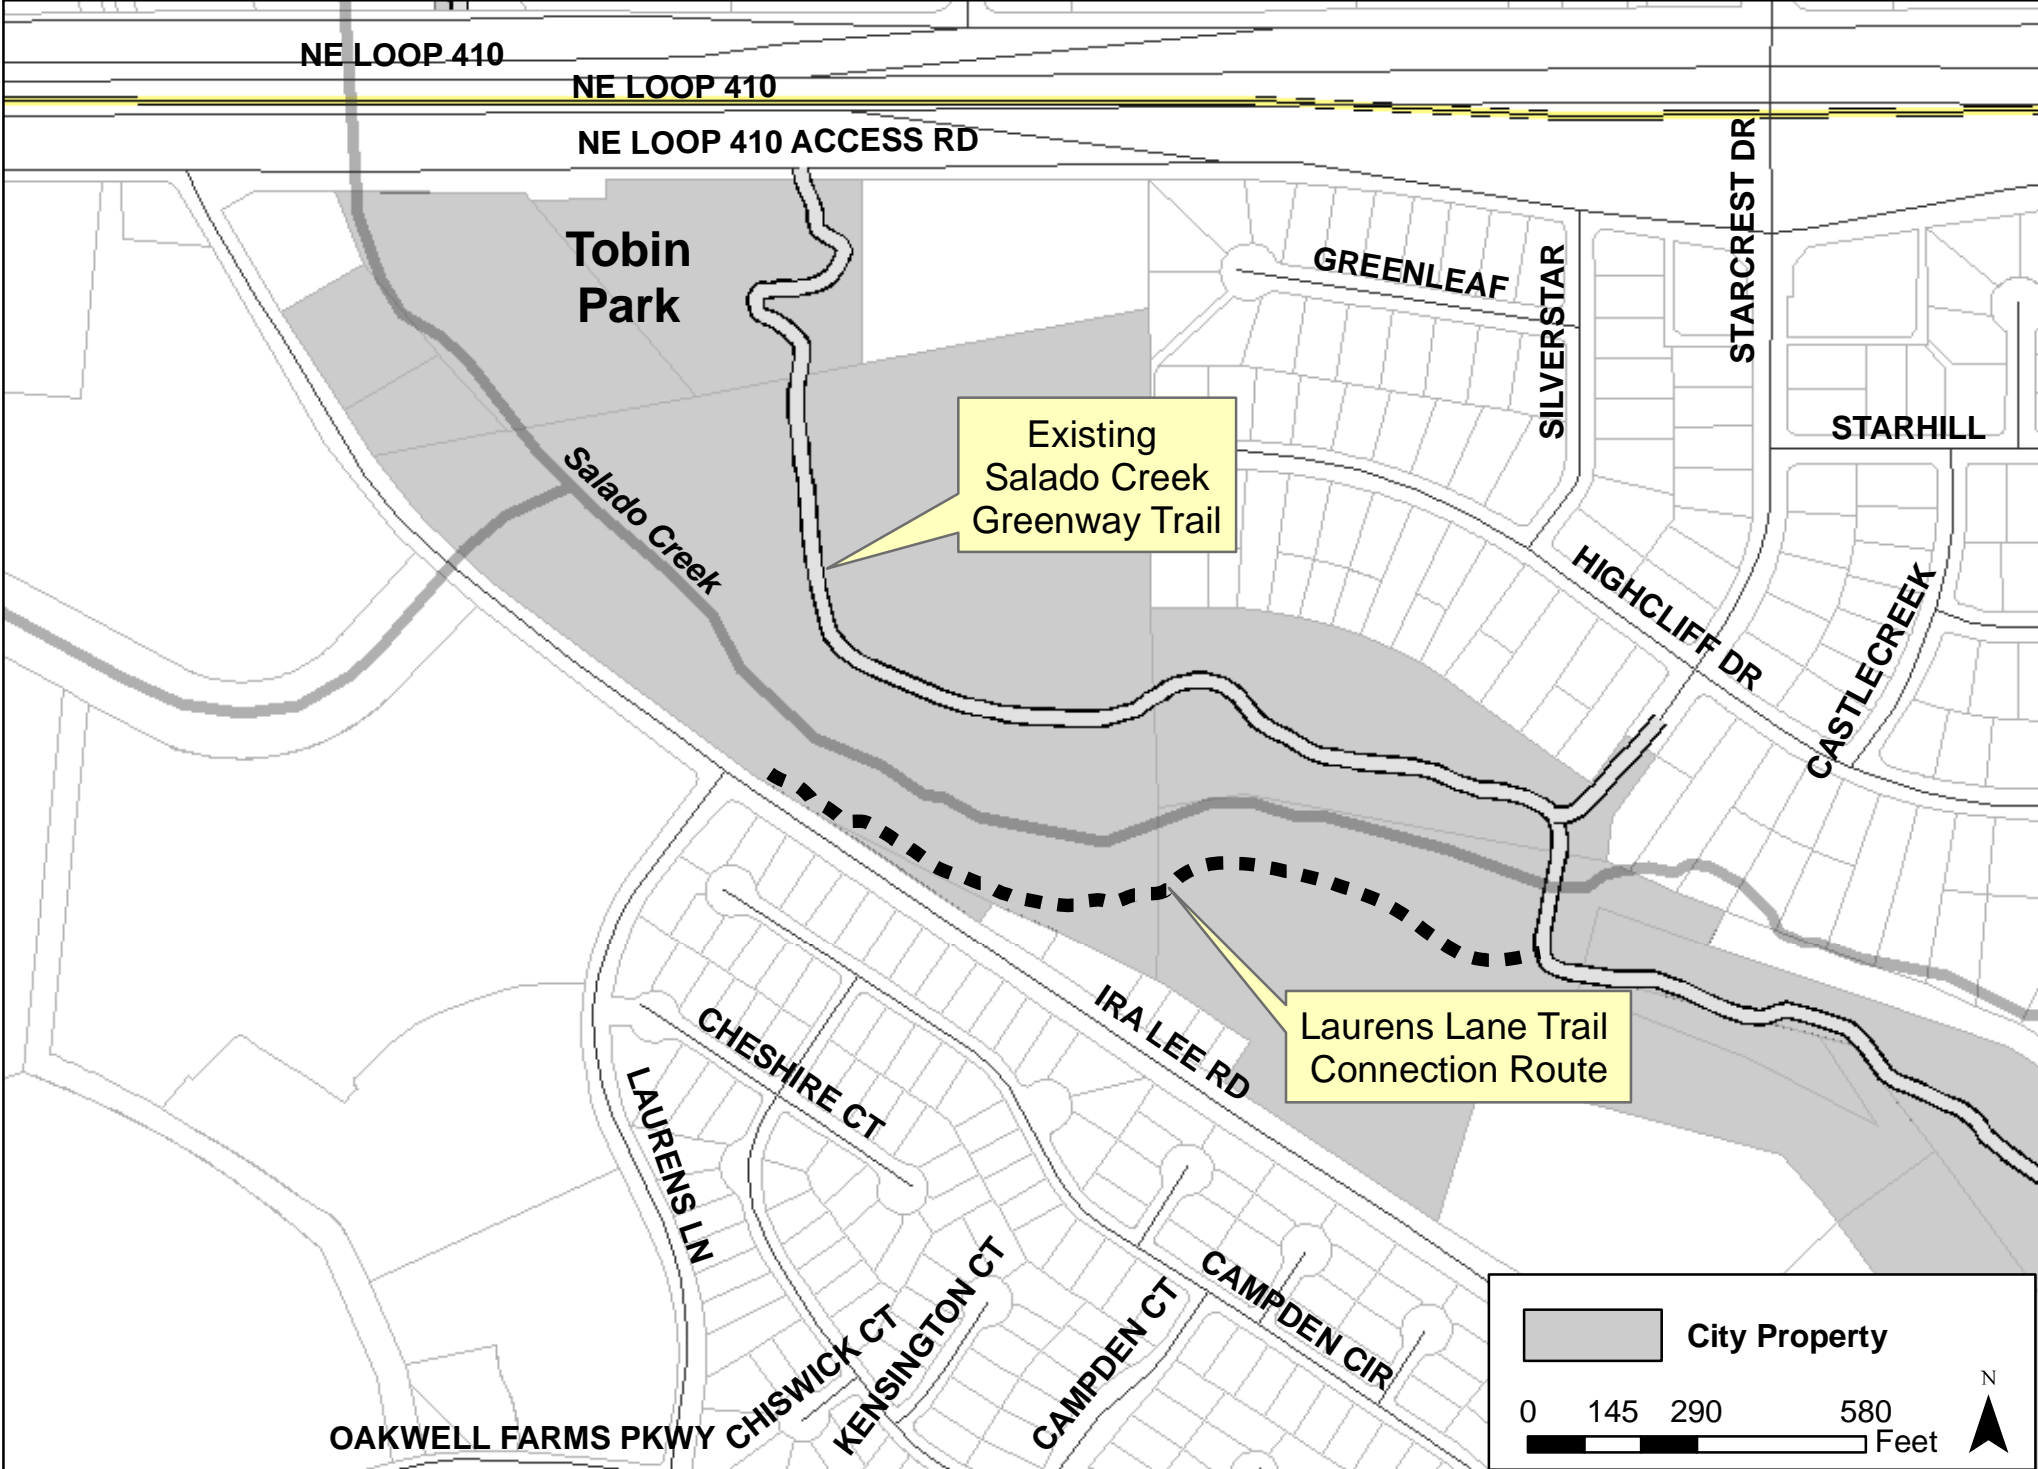 NE LOOP 410
NE LOOP 410
NE LOOP 410 ACCESS RD
Tobin
Park
GREENLEAF
SILVERSTAR
STARCREST DR
STARHILL
Existing
Salado Creek
Greenway Trail
Salado Creek
HIGHCLIFF DR
CASTLECREEK
Laurens Lane Trail
Connection Route
IRA LEE RD
CHESHIRE CT
LAURENS LN
KENSINGTON CT
CHISWICK CT
CAMPDEN CT
CAMPDEN CIR
OAKWELL FARMS PKWY
City Property
N
0 145 290 580
Feet